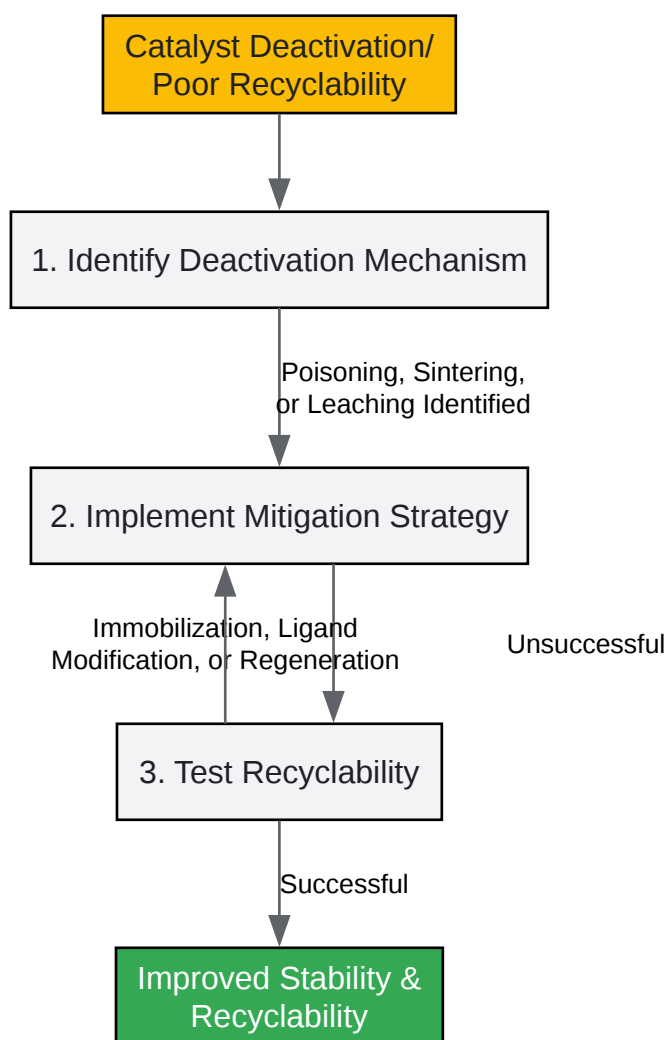 Catalyst Deactivation/
Poor Recyclability
1. Identify Deactivation Mechanism
Poisoning, Sintering,
or Leaching Identified
2. Implement Mitigation Strategy
Immobilization, Ligand
Modification, or Regeneration
Unsuccessful
3. Test Recyclability
Successful
Improved Stability &
Recyclability